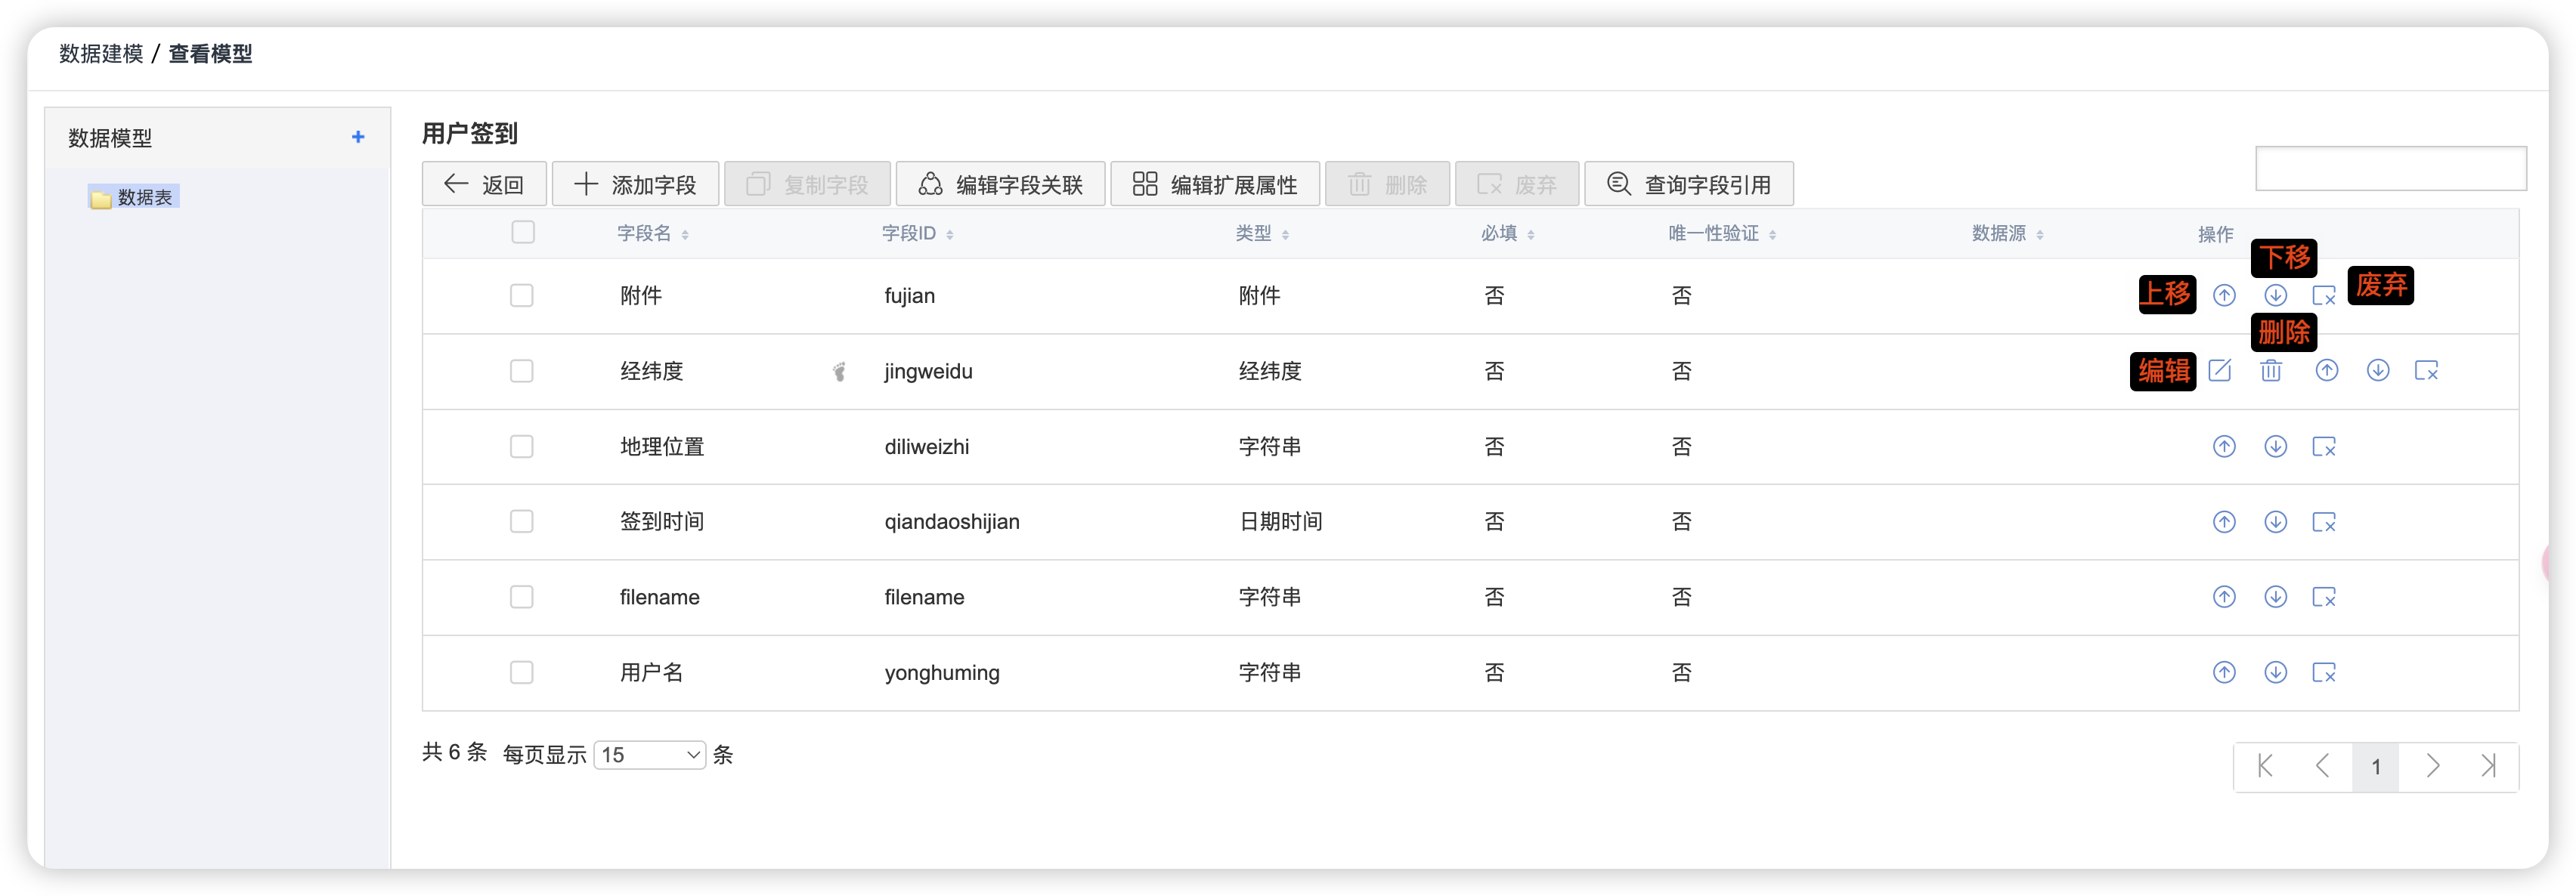 数据建模 / 查看模型
数据模型
数据表
用户签到
返回 添加字段 复制字段 编辑字段关联 编辑扩展属性 删除 废弃 查询字段引用
字段名 字段ID 类型 必填 唯一性验证 数据源 操作
下移
附件 fujian 附件 否 否 上移 废弃
删除
经纬度 jingweidu 经纬度 否 否 编辑
地理位置 diliweizhi 字符串 否 否
签到时间 qiandaoshijian 日期时间 否 否
filename filename 字符串 否 否
用户名 yonghuming 字符串 否 否
共 6 条 每页显示 15 条
1